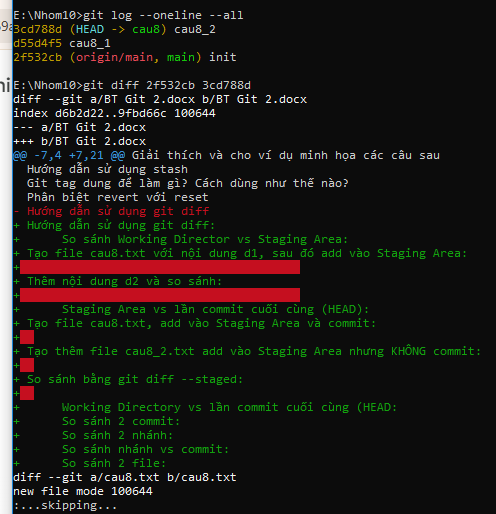 E:\Nhom10>git log --oneline --all
3cd788d (HEAD -> cau8) cau8_2
d55d4f5 cau8_1
2f532cb (origin/main, main) init
E:\Nhom10>git diff 2f532cb 3cd788d
diff --git a/BT Git 2.docx b/BT Git 2.docx
index d6b2d22..9fbd66c 100644
--- a/BT Git 2.docx
+++ b/BT Git 2.docx
@@ -7,4 +7,21 @@ Giải thích và cho ví dụ minh họa các câu sau
Hướng dẫn sử dụng stash
Git tag dung để làm gì? Cách dùng như thế nào?
Phân biệt revert với reset
- Hướng dẫn sử dụng git diff
+ Hướng dẫn sử dụng git diff:
+ So sánh Working Director vs Staging Area:
+ Tạo file cau8.txt với nội dung d1, sau đó add vào Staging Area:
+
+ Thêm nội dung d2 và so sánh:
+
+ Staging Area vs lần commit cuối cùng (HEAD):
+ Tạo file cau8.txt, add vào Staging Area và commit:
+
+ Tạo thêm file cau8_2.txt add vào Staging Area nhưng KHÔNG commit:
+
+ So sánh bằng git diff --staged:
+
+ Working Directory vs lần commit cuối cùng (HEAD:
+ So sánh 2 commit:
+ So sánh 2 nhánh:
+ So sánh nhánh vs commit:
+ So sánh 2 file:
diff --git a/cau8.txt b/cau8.txt
new file mode 100644
:...skipping...